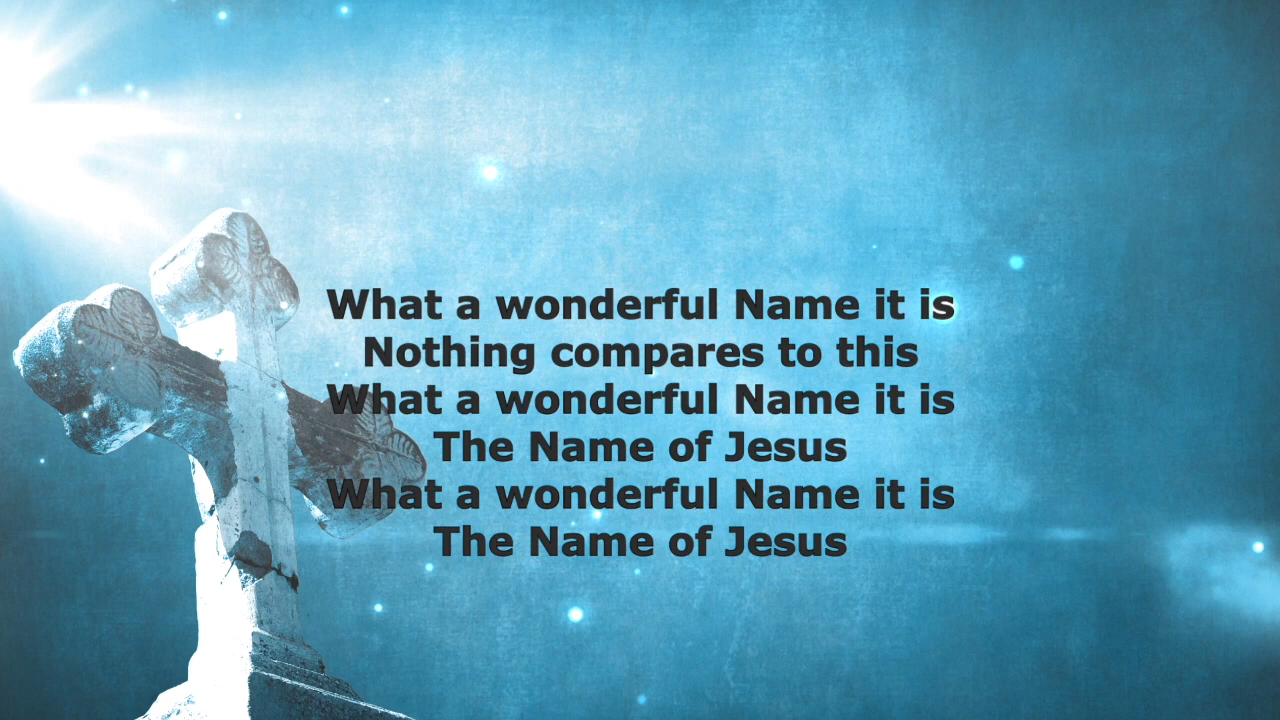 What a wonderful Name it is
Nothing compares to this
What a wonderful Name it is
The Name of Jesus
What a wonderful Name it is
The Name of Jesus